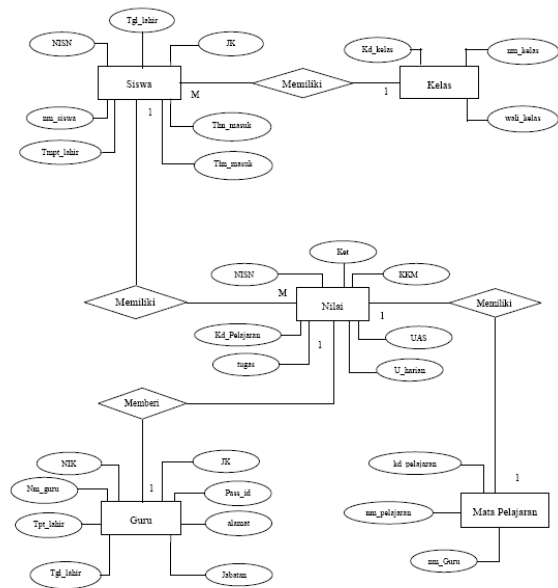 Tgl_lahir
NISN
JK
Siswa
M
Memiliki
1
Kd_kelas
nm_kelas
Kelas
wali_kelas
nm_siswa
1
Thn_masuk
Tmpt_lahir
Thn_masuk
Ket
NISN
KKM
Memiliki
M
Nilai
1
Memiliki
Kd_Pelajaran
1
UAS
tugas
U_harian
Memberi
NIK
JK
kd_pelajaran
Nm_guru
1
Pass_id
1
Tpt_lahir
Guru
alamat
nm_pelajaran
Mata Pelajaran
Tgl_lahir
Jabatan
nm_Guru